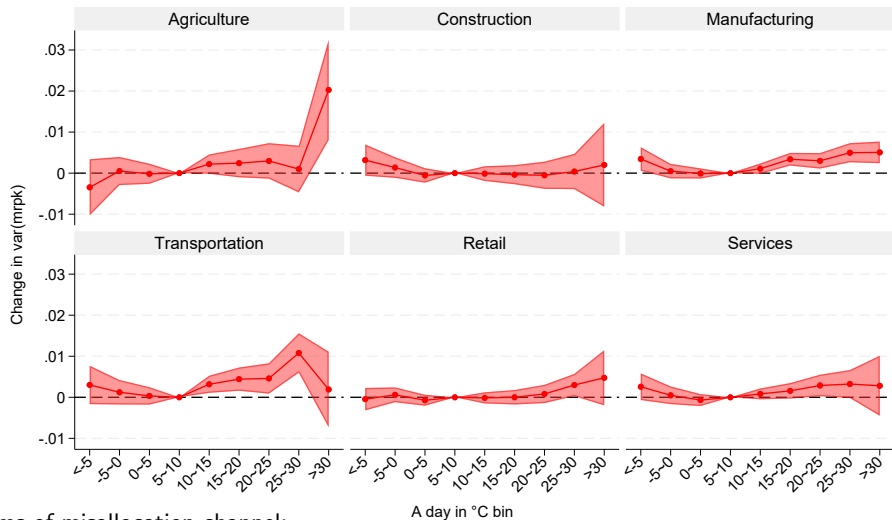 Agriculture Construction Manufacturing
.03
.02
.01
0
-.01
Transportation Retail Services
.03
.02
.01
0
-.01
Change in var(mrpk)
<-5 -5~0 0~5 5~10 10~15 15~20 20~25 25~30 >30 <-5 -5~0 0~5 5~10 10~15 15~20 20~25 25~30 >30 <-5 -5~0 0~5 5~10 10~15 15~20 20~25 25~30 >30
A day in °C bin
of misallocation channel: